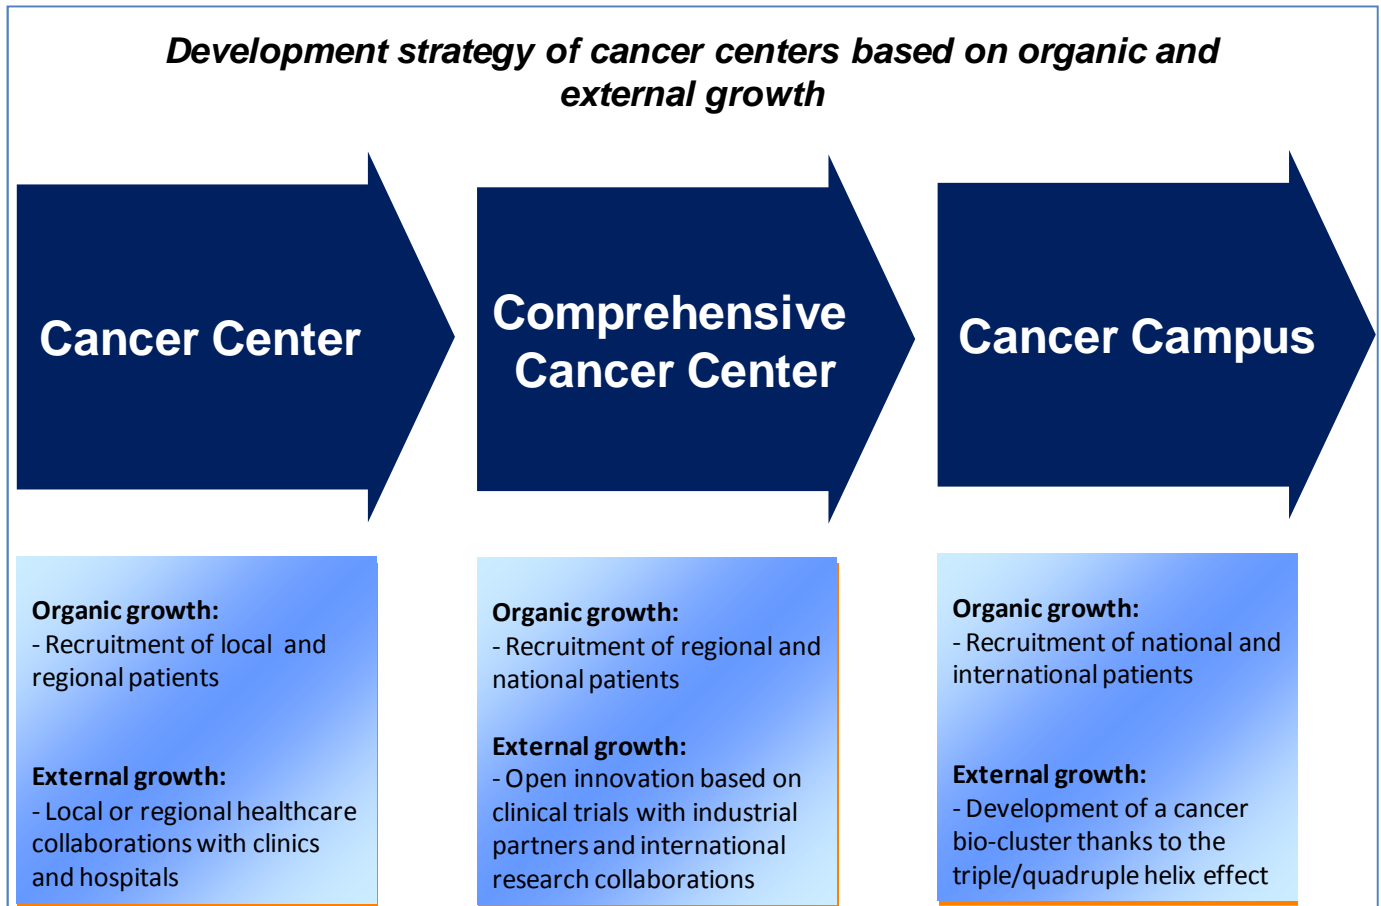 Development strategy of cancer centers based on organic and
external growth
Cancer Center
Comprehensive
Cancer Center
Cancer Campus
Organic growth:
- Recruitment of local and
regional patients
External growth:
- Local or regional healthcare
collaborations with clinics
and hospitals
Organic growth:
- Recruitment of regional and
national patients
External growth:
- Open innovation based on
clinical trials with industrial
partners and international
research collaborations
Organic growth:
- Recruitment of national and
international patients
External growth:
- Development of a cancer
bio-cluster thanks to the
triple/quadruple helix effect